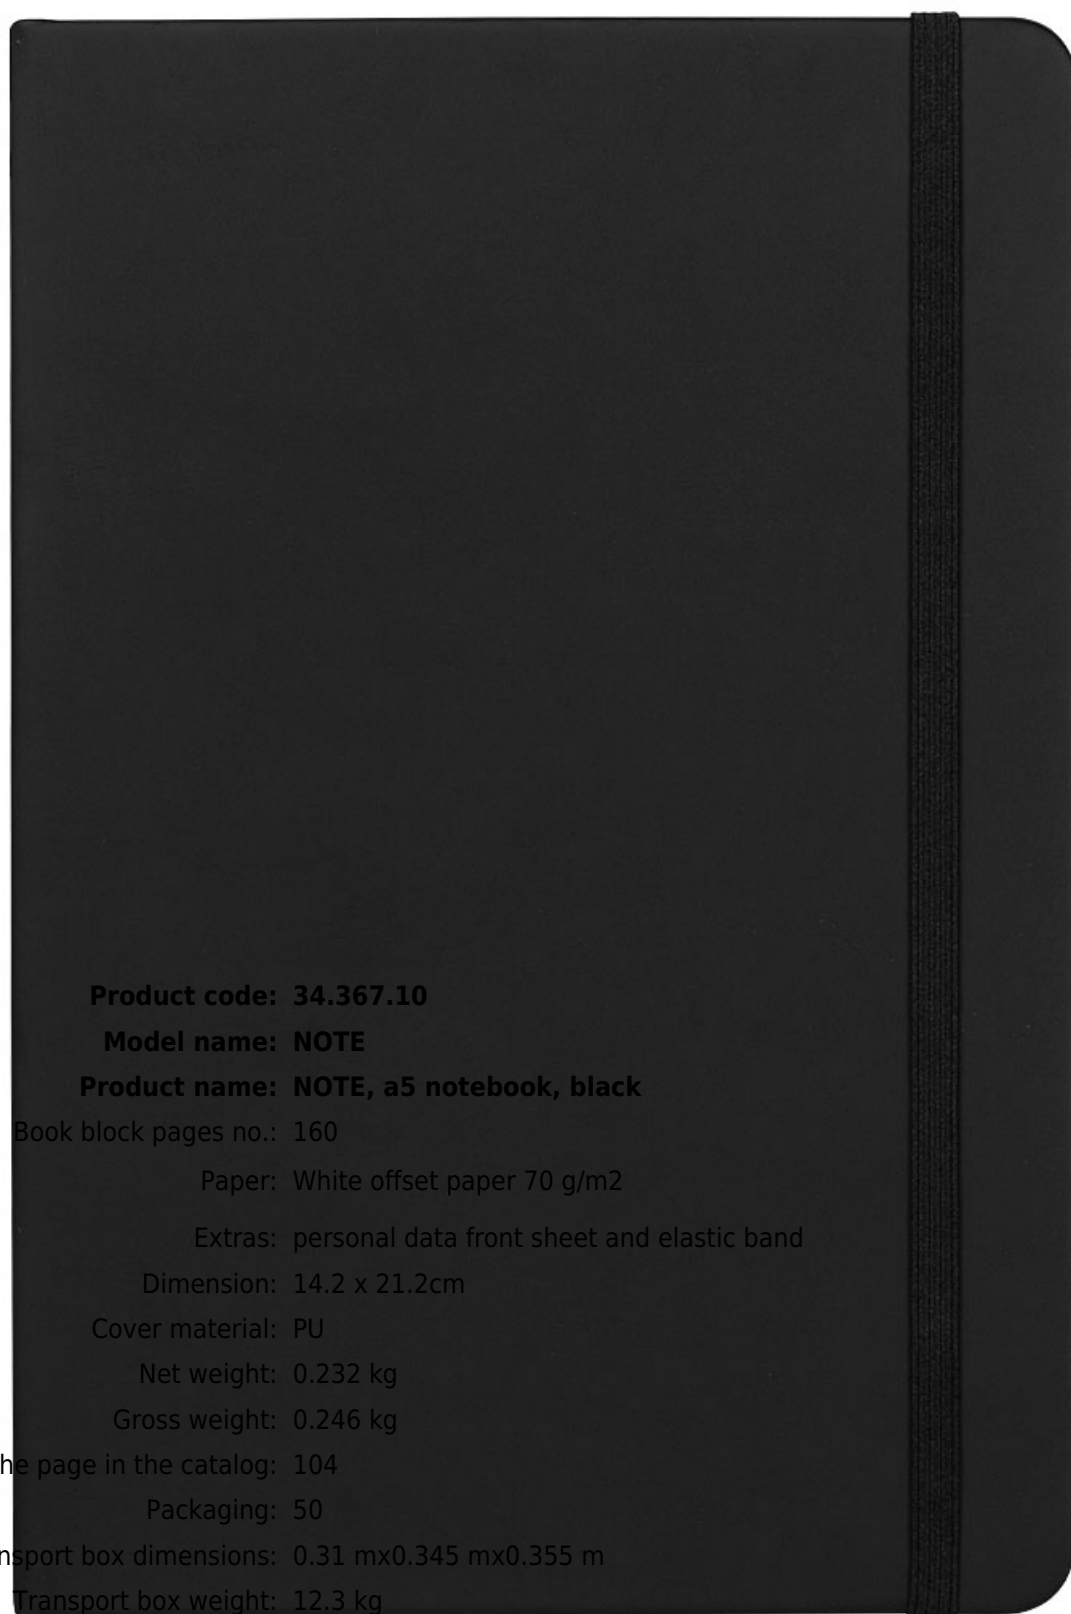 Product code: 34.367.10
Model name: NOTE
Product name: NOTE, a5 notebook, black
Book block pages no.: 160
Paper: White offset paper 70 g/m2
Extras: personal data front sheet and elastic band
Dimension: 14.2 x 21.2cm
Cover material: PU
Net weight: 0.232 kg
Gross weight: 0.246 kg
he page in the catalog: 104
Packaging: 50
nsport box dimensions: 0.31 mx0.345 mx0.355 m
Transport box weight: 12.3 kg